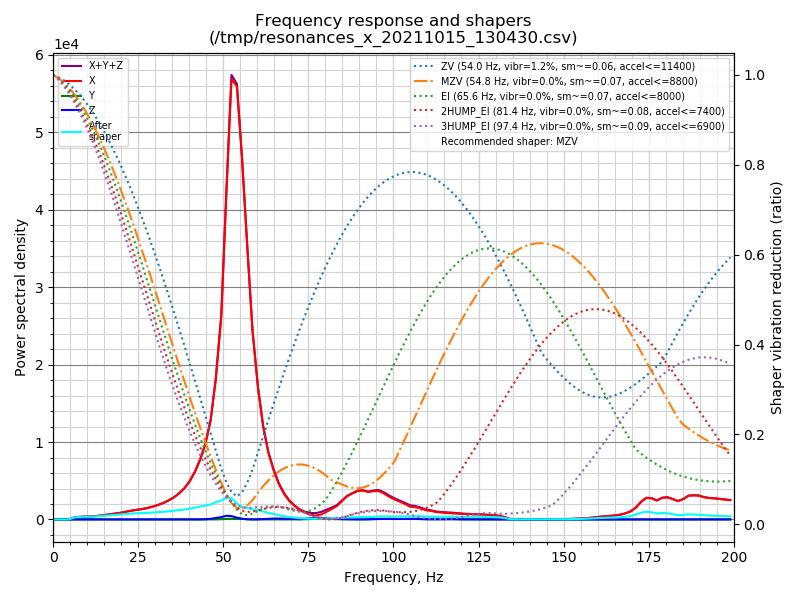 Frequency response and shapers
(/tmp/resonances_x_20211015_130430.csv)
1e4
X+Y+Z
X
Y
Z
After
shaper
ZV (54.0 Hz, vibr=1.2%, sm~=0.06, accel<=11400)
MZV (54.8 Hz, vibr=0.0%, sm~=0.07, accel<=8800)
EI (65.6 Hz, vibr=0.0%, sm~=0.07, accel<=8000)
2HUMP_EI (81.4 Hz, vibr=0.0%, sm~=0.08, accel<=7400)
3HUMP_EI (97.4 Hz, vibr=0.0%, sm~=0.09, accel<=6900)
Recommended shaper: MZV
Power spectral density
6
5
4
3
2
1
0
1.0
0.8
0.6
0.4
0.2
0.0
Shaper vibration reduction (ratio)
0 25 50 75 100 125 150 175 200
Frequency, Hz